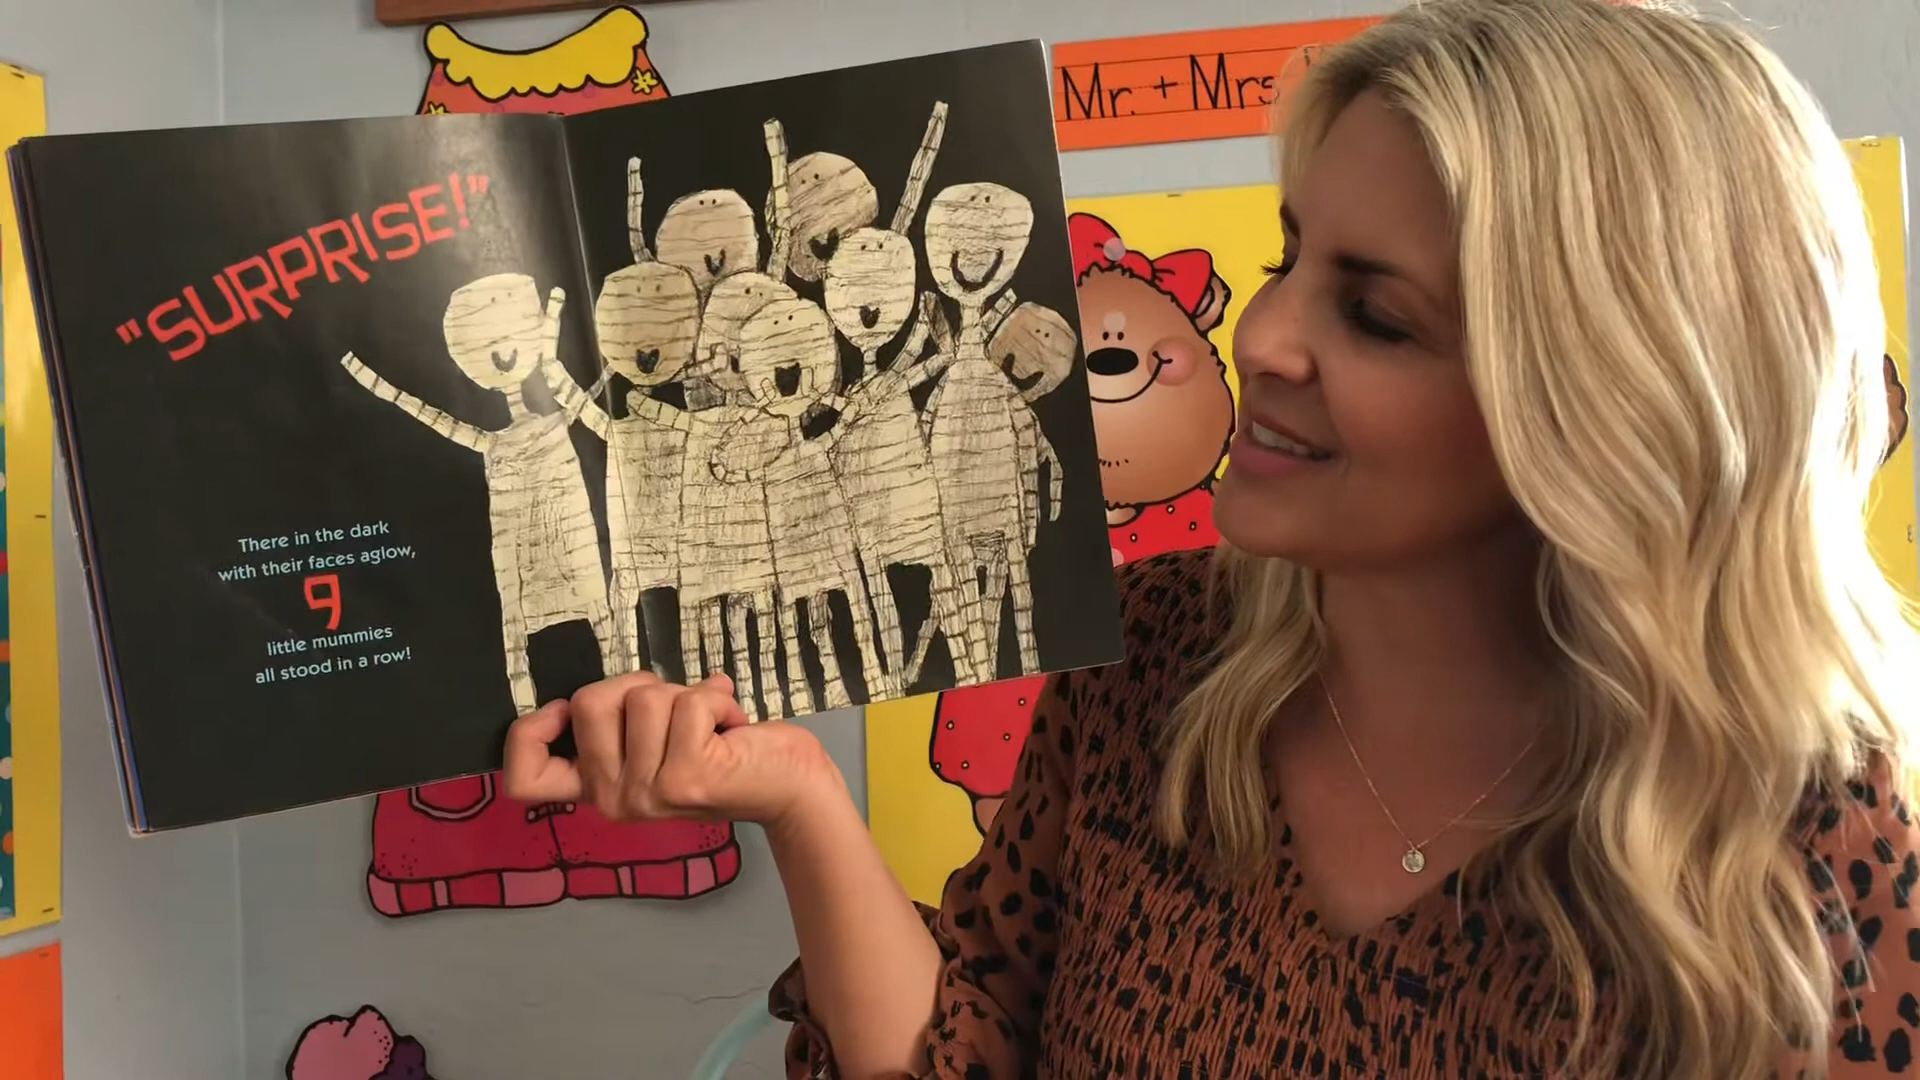 "SURPRISE!"
There in the dark
with their faces aglow,
9
little mummies
all stood in a row!
Mr. + Mrs